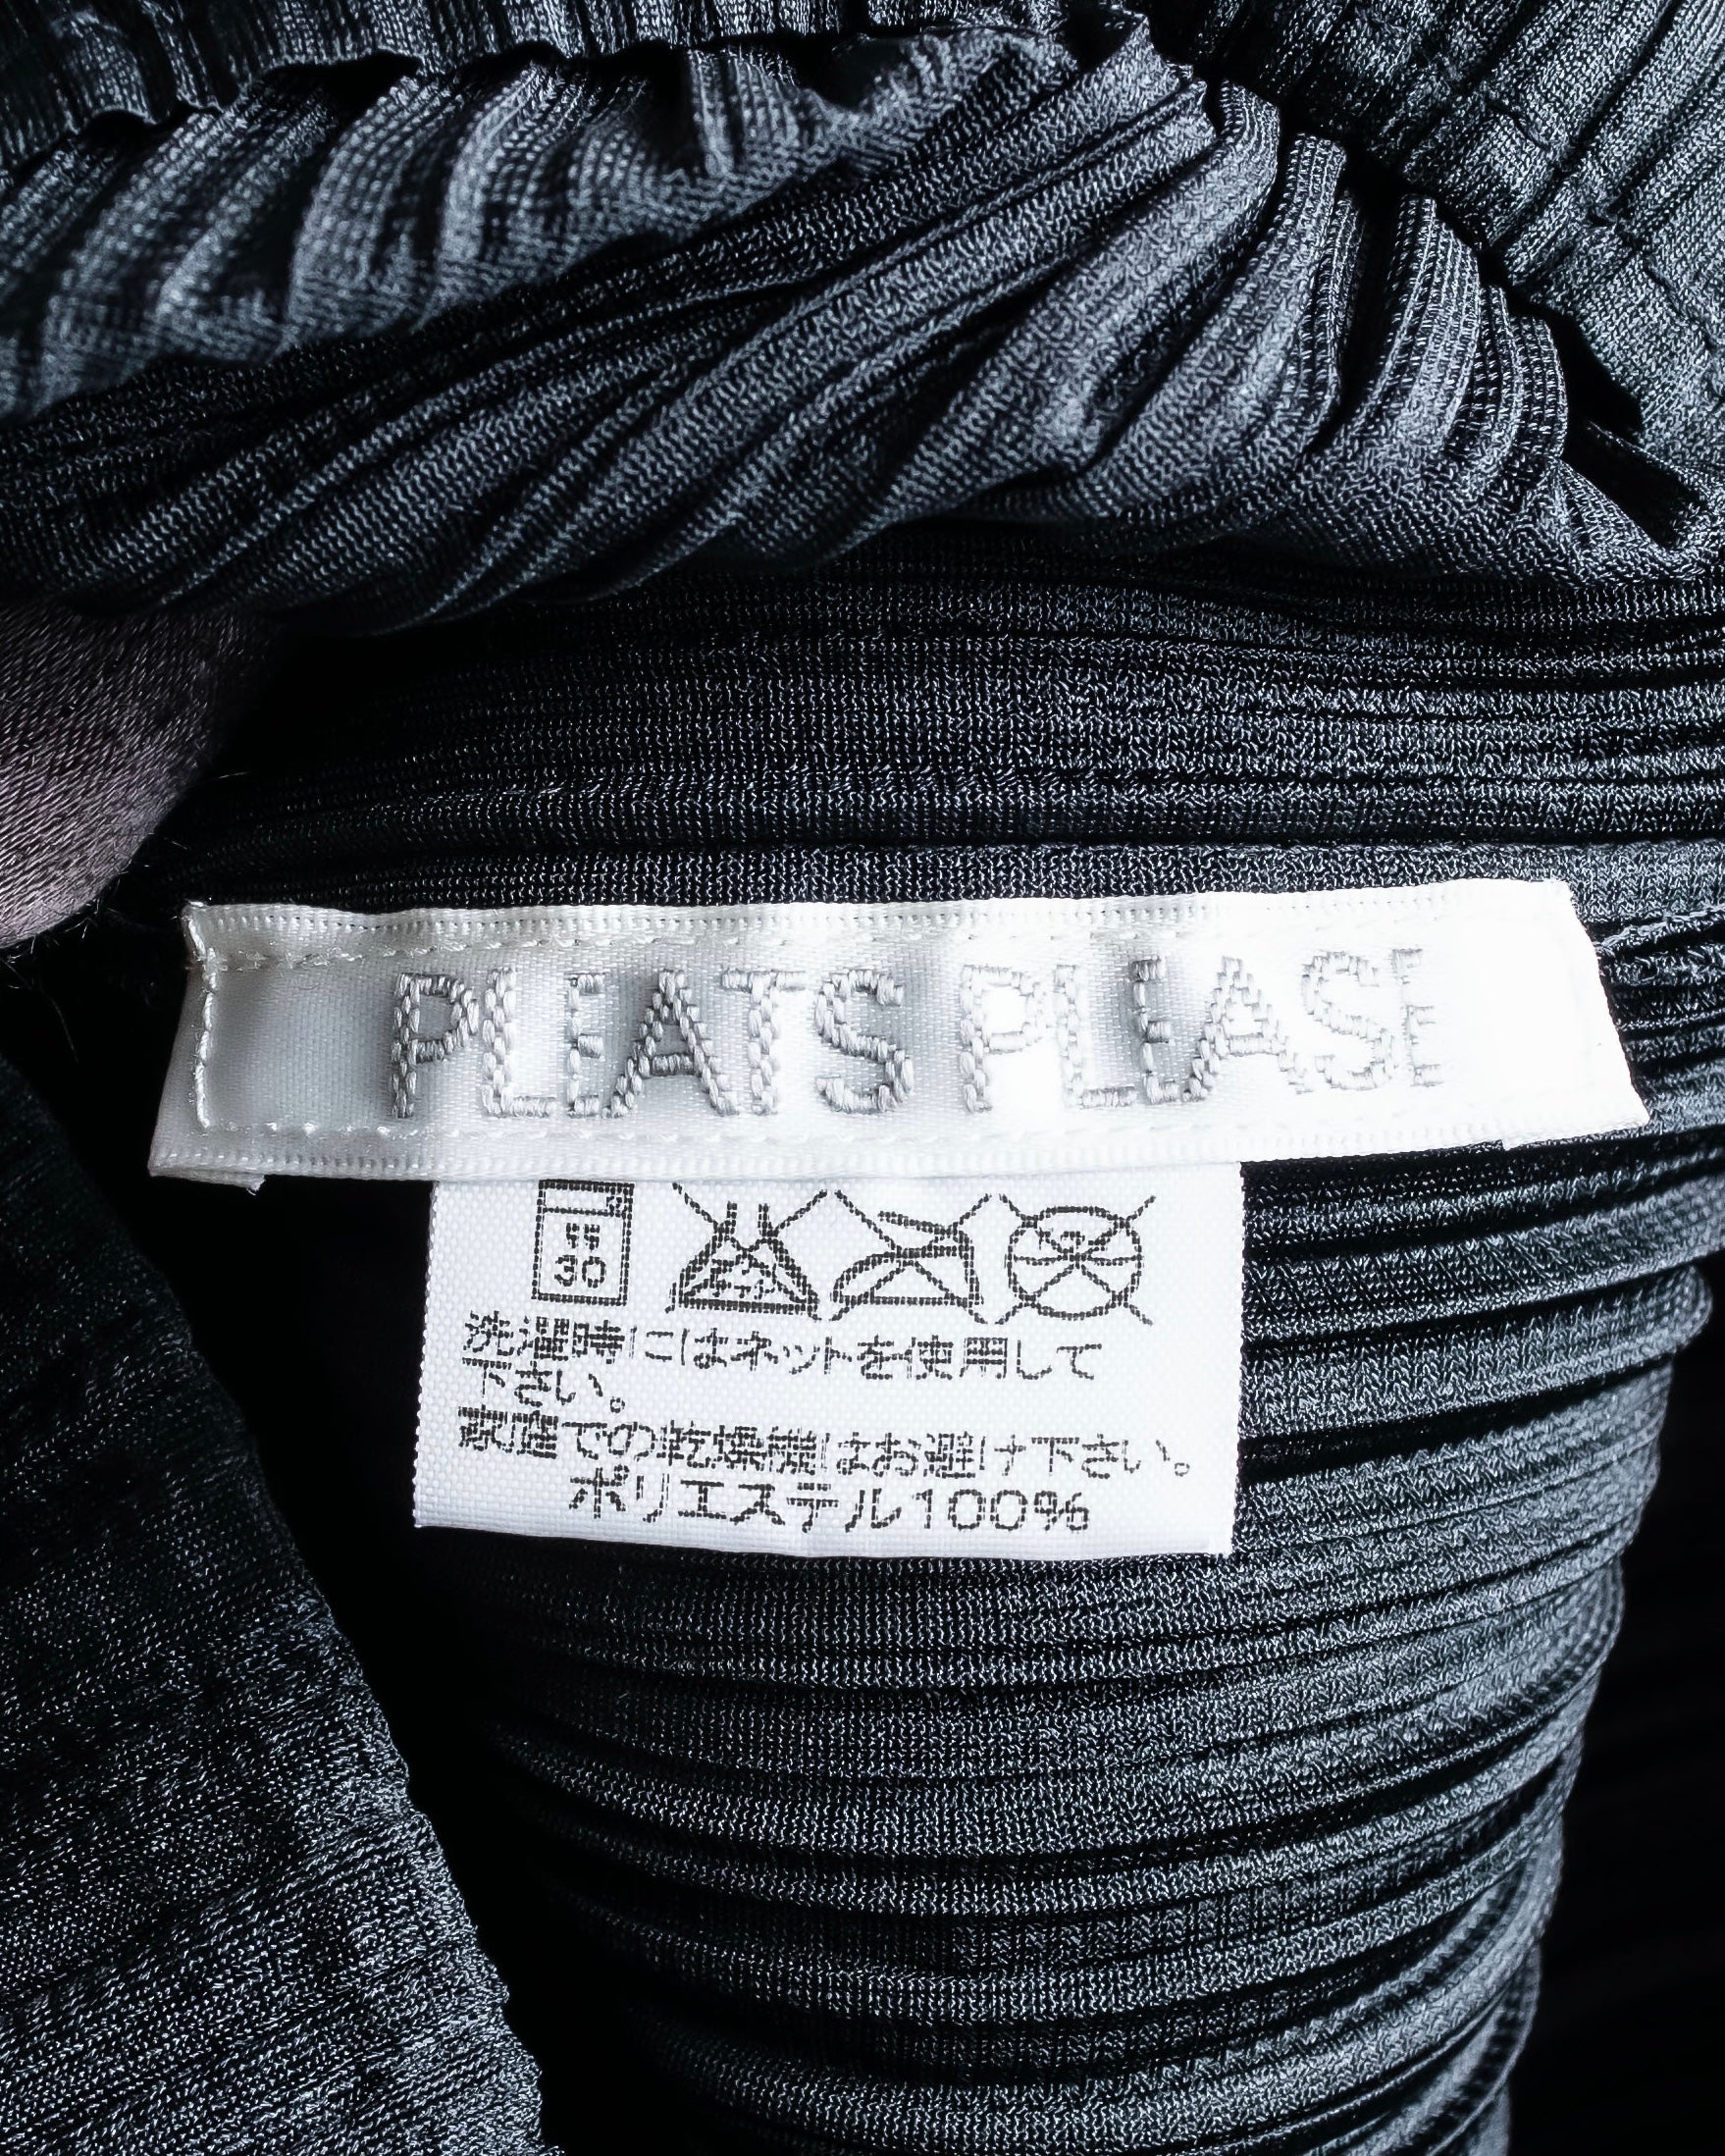 PLEATS PLEASE
弱
30
洗濯時にはネットを使用して
下さい。
家庭での乾燥機はお避け下さい。
ポリエステル100%